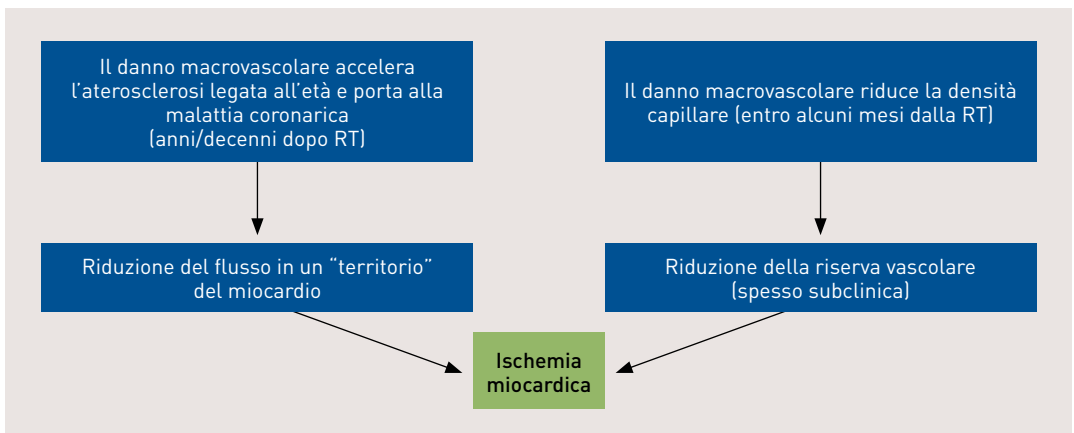 Il danno macrovascolare accelera
l'aterosclerosi legata all'età e porta alla
malattia coronarica
(anni/decenni dopo RT)
Il danno macrovascolare riduce la densità
capillare (entro alcuni mesi dalla RT)
Riduzione del flusso in un “territorio”
del miocardio
Riduzione della riserva vascolare
(spesso subclinica)
Ischemia
miocardica